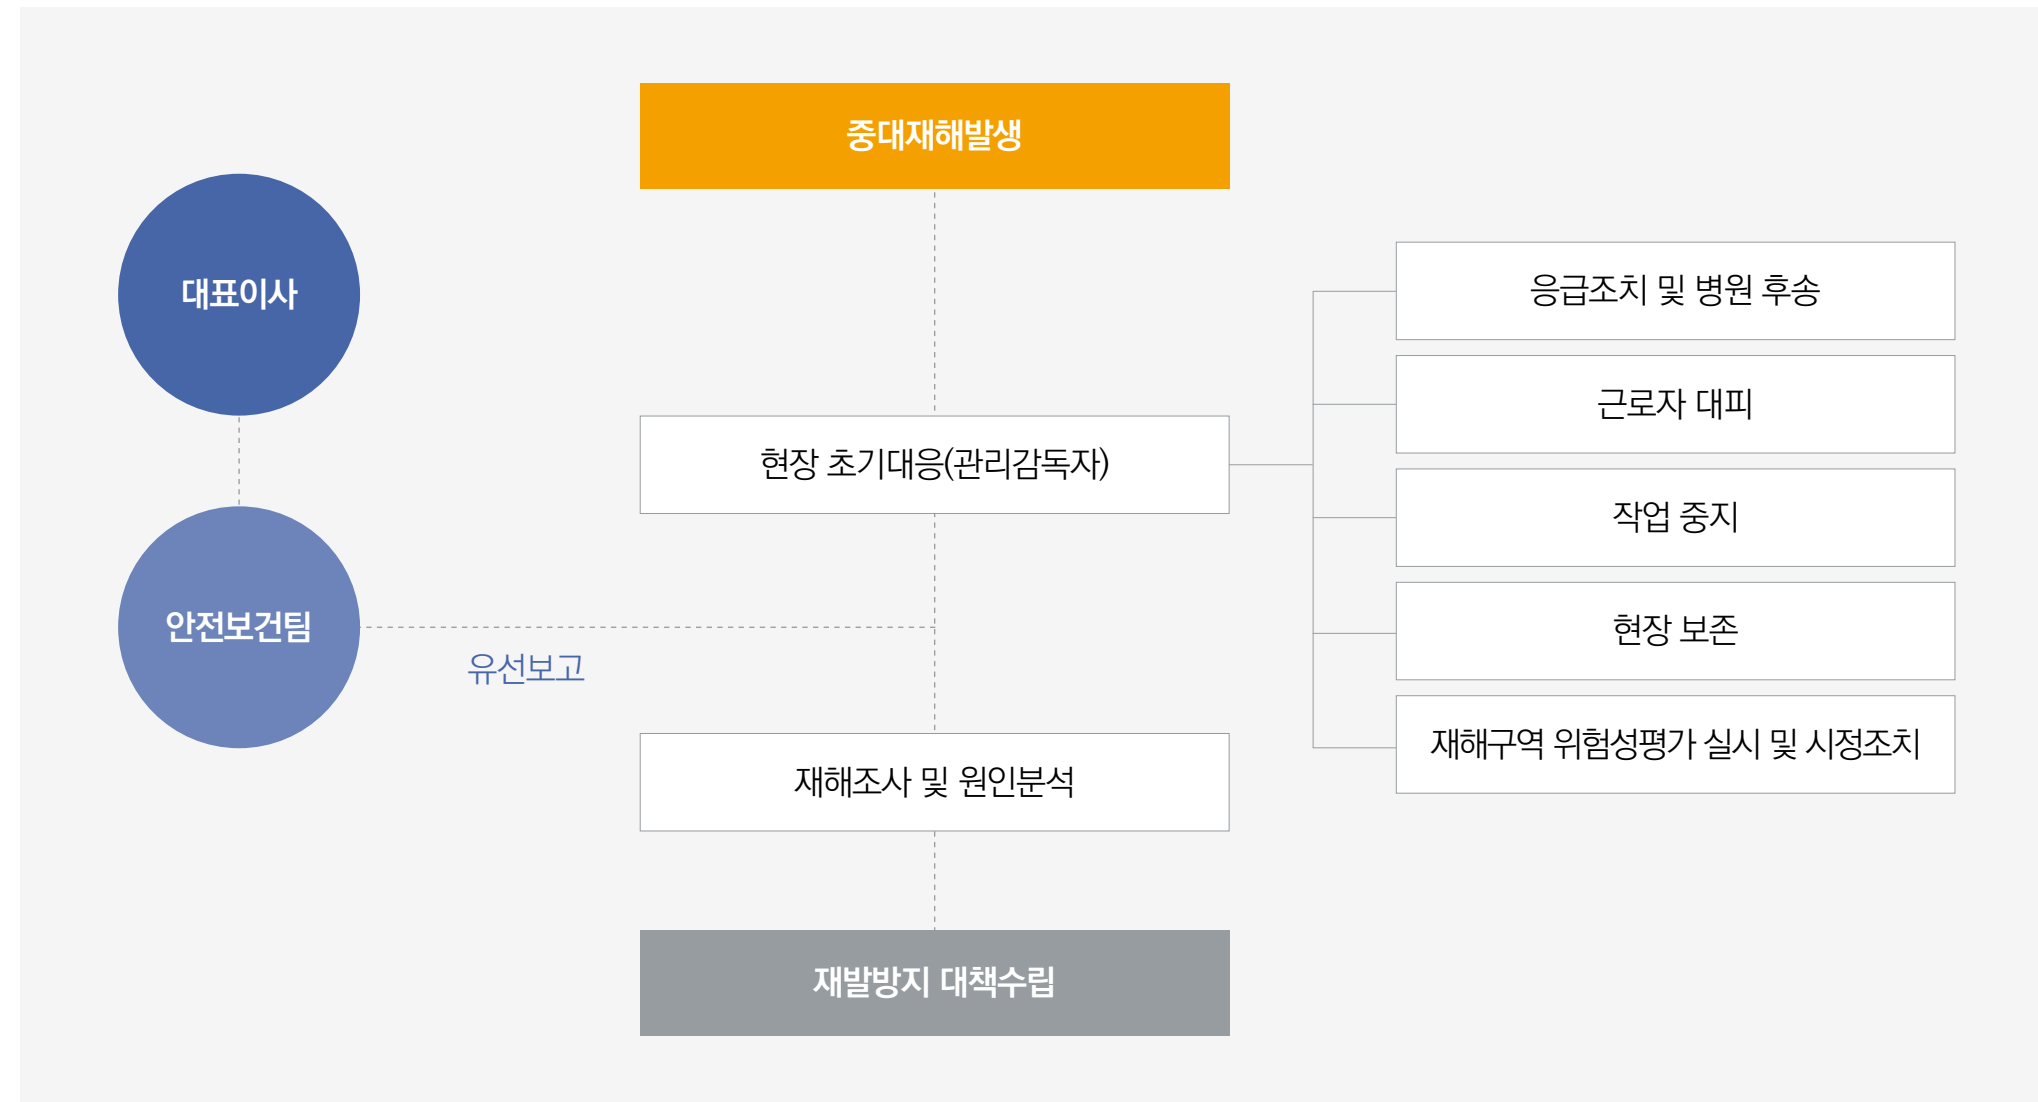 중대재해발생
대표이사
안전보건팀
유선보고
현장 초기대응(관리감독자)
응급조치 및 병원 후송
근로자 대피
작업 중지
현장 보존
재해구역 위험성평가 실시 및 시정조치
재해조사 및 원인분석
재발방지 대책수립